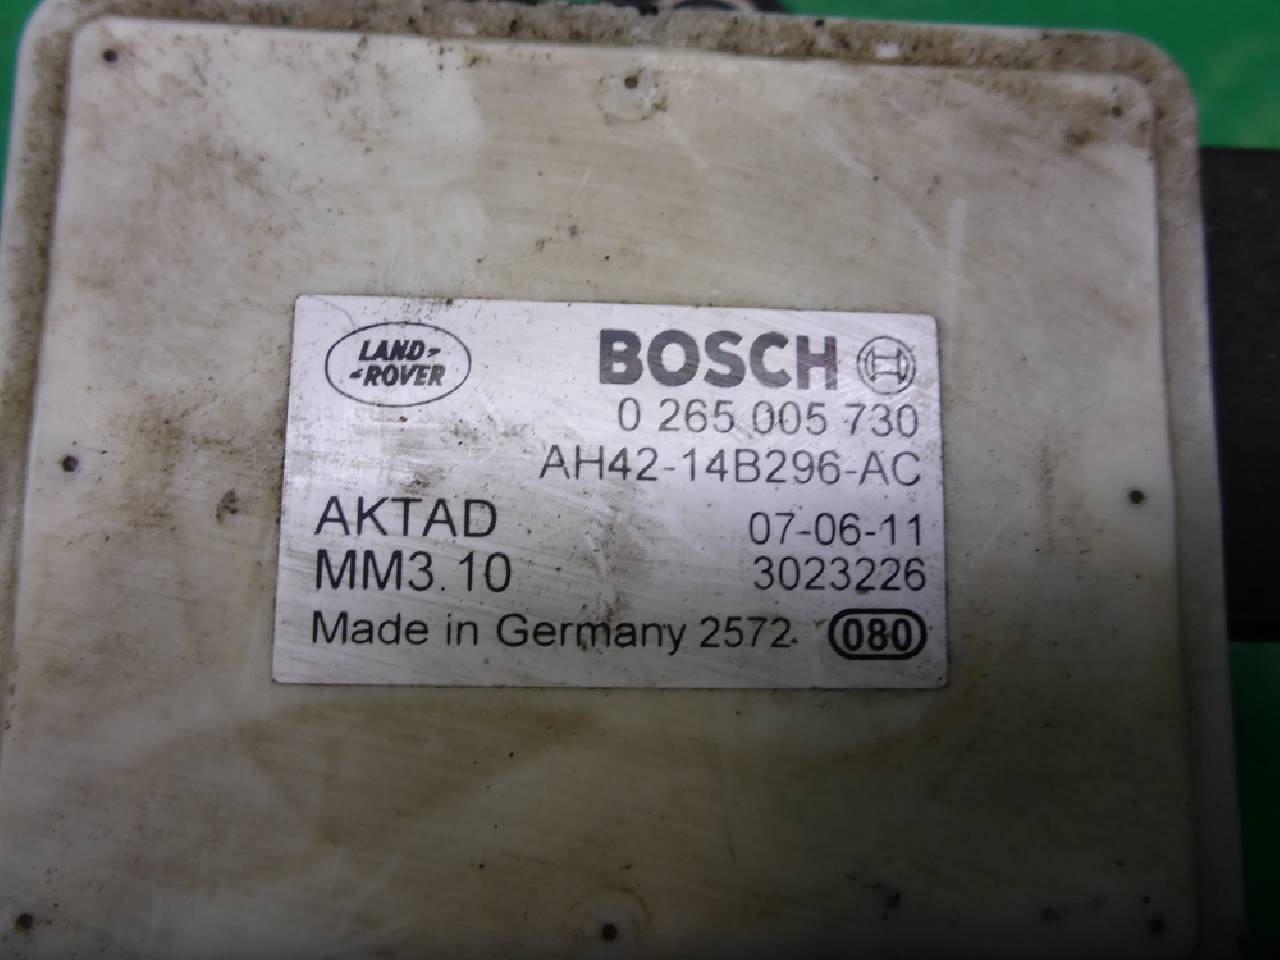 LAND-
-ROVER
BOSCH
0 265 005 730
AH42-14B296-AC
AKTAD 07-06-11
MM3.10 3023226
Made in Germany 2572 080